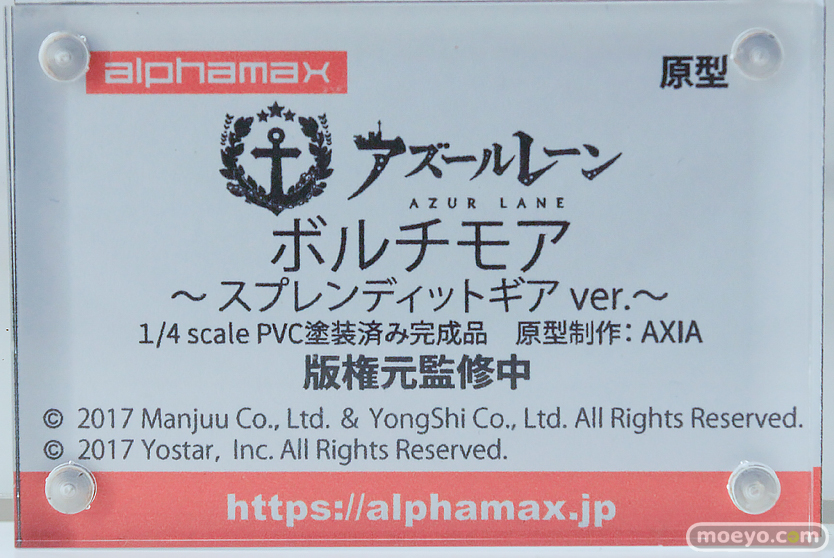 alphamax
原型
アズールレーン
AZUR LANE
ボルチモア
～スプレンディットギア ver.～
1/4 scale PVC塗装済み完成品　原型制作：AXIA
版権元監修中
© 2017 Manjuu Co., Ltd. & YongShi Co., Ltd. All Rights Reserved.
© 2017 Yostar, Inc. All Rights Reserved.
https://alphamax.jp
moeyo.com